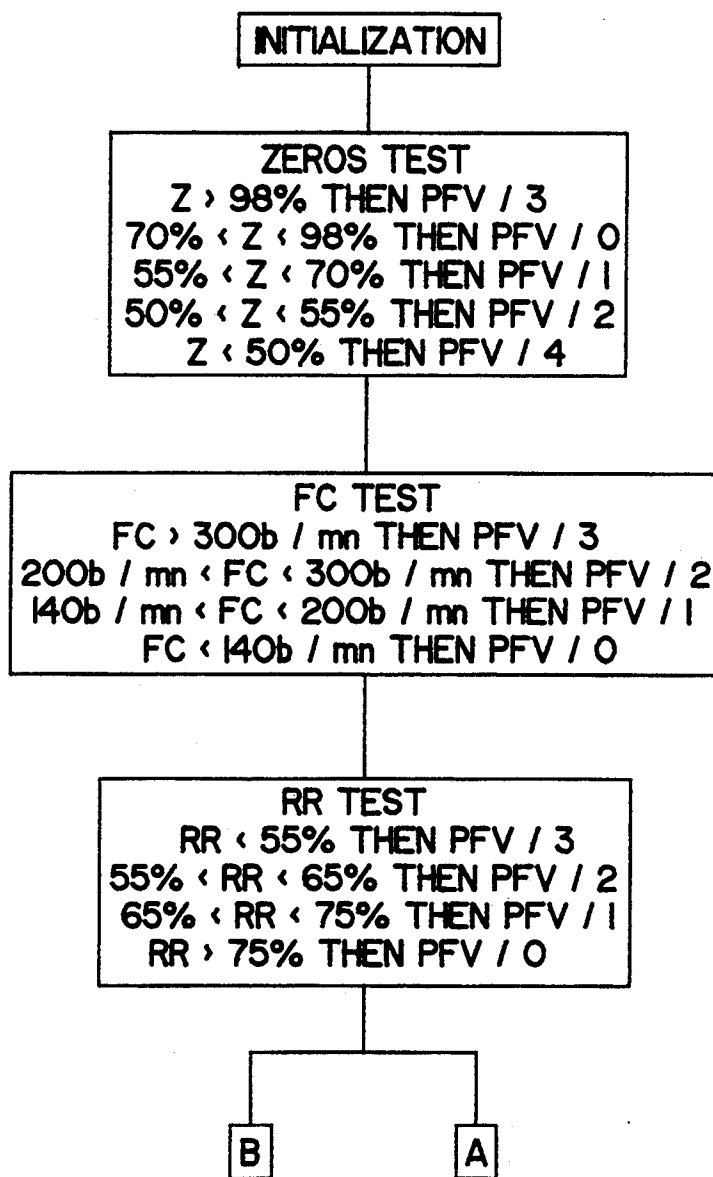 INITIALIZATION
ZEROS TEST
Z > 98% THEN PFV / 3
70% < Z < 98% THEN PFV / 0
55% < Z < 70% THEN PFV / 1
50% < Z < 55% THEN PFV / 2
Z < 50% THEN PFV / 4
FC TEST
FC > 300b / mn THEN PFV / 3
200b / mn < FC < 300b / mn THEN PFV / 2
140b / mn < FC < 200b / mn THEN PFV / 1
FC < 140b / mn THEN PFV / 0
RR TEST
RR < 55% THEN PFV / 3
55% < RR < 65% THEN PFV / 2
65% < RR < 75% THEN PFV / 1
RR > 75% THEN PFV / 0
B A